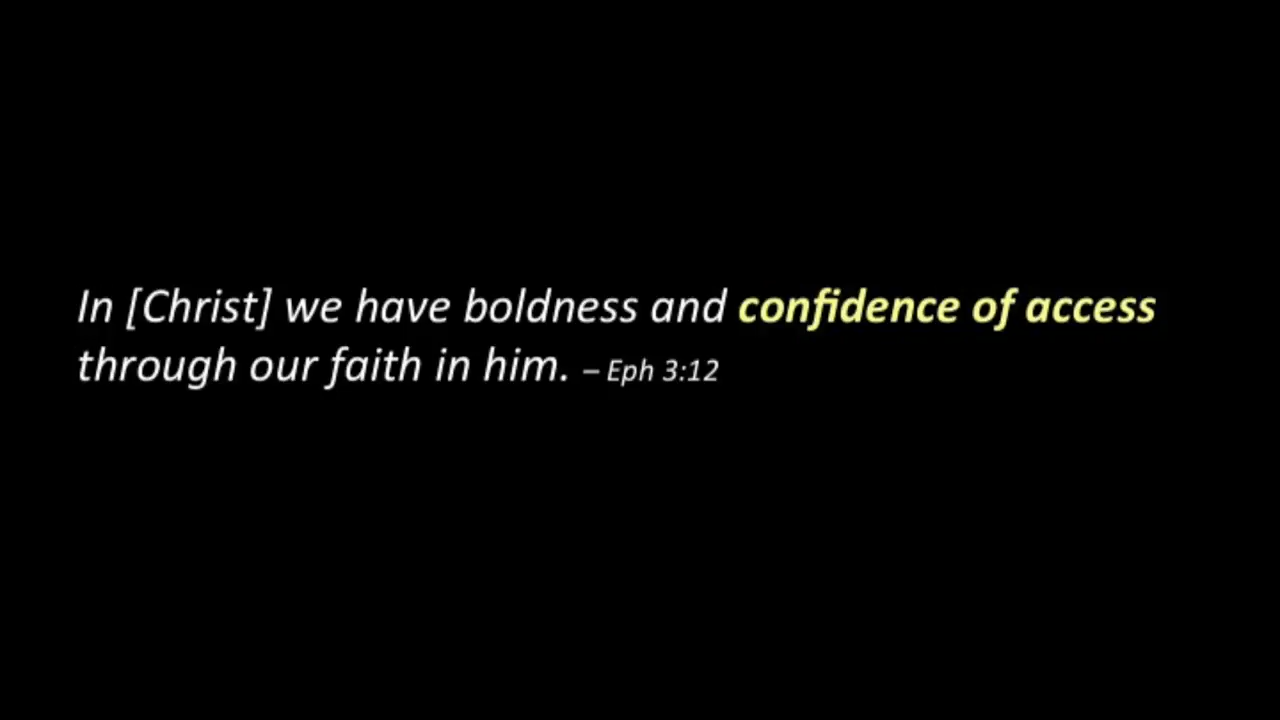 In [Christ] we have boldness and confidence of access
through our faith in him. – Eph 3:12